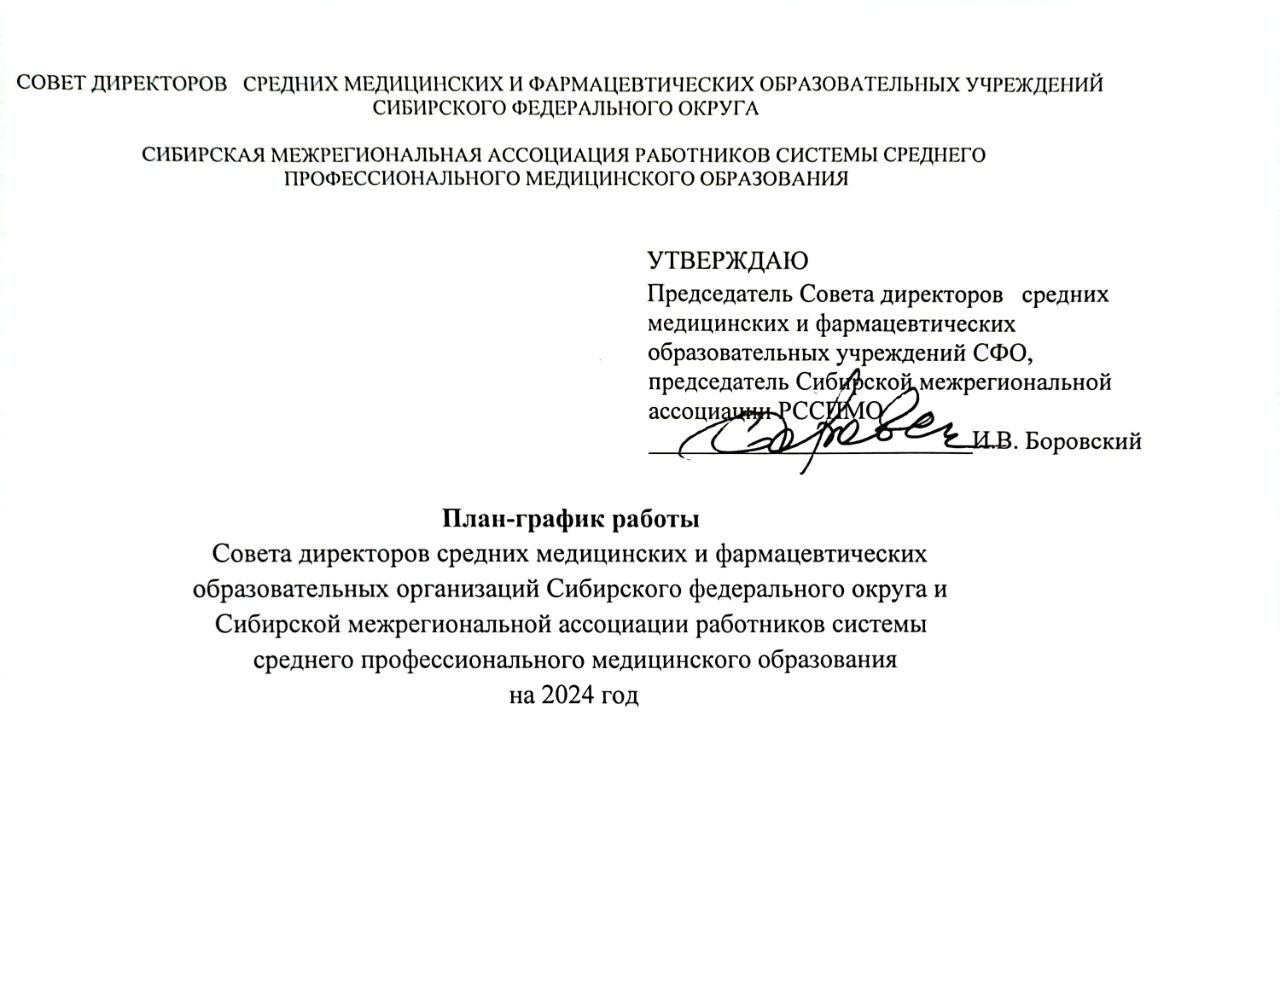 СОВЕТ ДИРЕКТОРОВ СРЕДНИХ МЕДИЦИНСКИХ И ФАРМАЦЕВТИЧЕСКИХ ОБРАЗОВАТЕЛЬНЫХ УЧРЕЖДЕНИЙ
СИБИРСКОГО ФЕДЕРАЛЬНОГО ОКРУГА
СИБИРСКАЯ МЕЖРЕГИОНАЛЬНАЯ АССОЦИАЦИЯ РАБОТНИКОВ СИСТЕМЫ СРЕДНЕГО
ПРОФЕССИОНАЛЬНОГО МЕДИЦИНСКОГО ОБРАЗОВАНИЯ
УТВЕРЖДАЮ
Председатель Совета директоров средних
медицинских и фармацевтических
образовательных учреждений СФО,
председатель Сибирской межрегиональной
ассоциации РССПМО
И.В. Боровский
План-график работы
Совета директоров средних медицинских и фармацевтических
образовательных организаций Сибирского федерального округа и
Сибирской межрегиональной ассоциации работников системы
среднего профессионального медицинского образования
на 2024 год